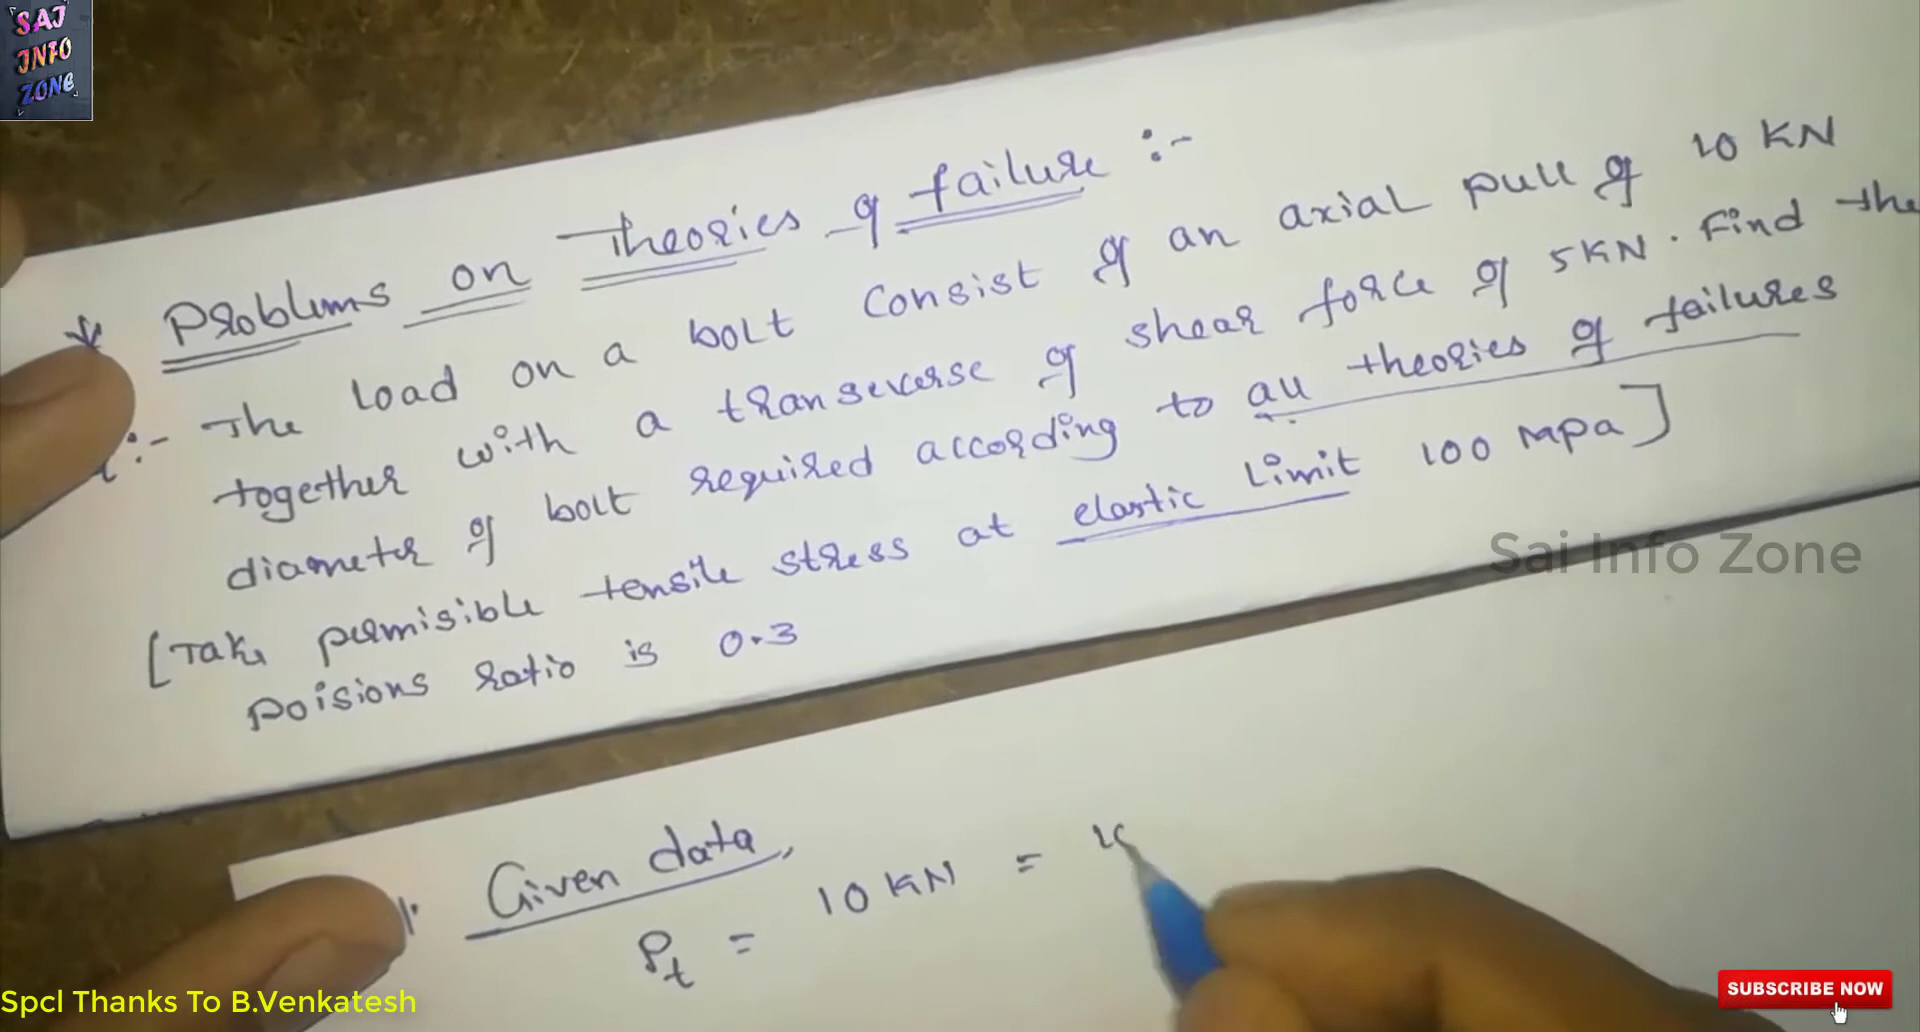 SAI
INFO
ZONE
Problems on Theories of failure :-
:- The load on a bolt consist of an axial pull of 10 KN
together with a transeverse of shear force of 5KN. Find the
diameter of bolt required according to all theories of failures
[Take permisible tensile stress at elastic Limit 100 Mpa]
poisions ratio is 0.3
Sai Info Zone
Given data,
Pt = 10 KN = 10
Spcl Thanks To B.Venkatesh
SUBSCRIBE NOW